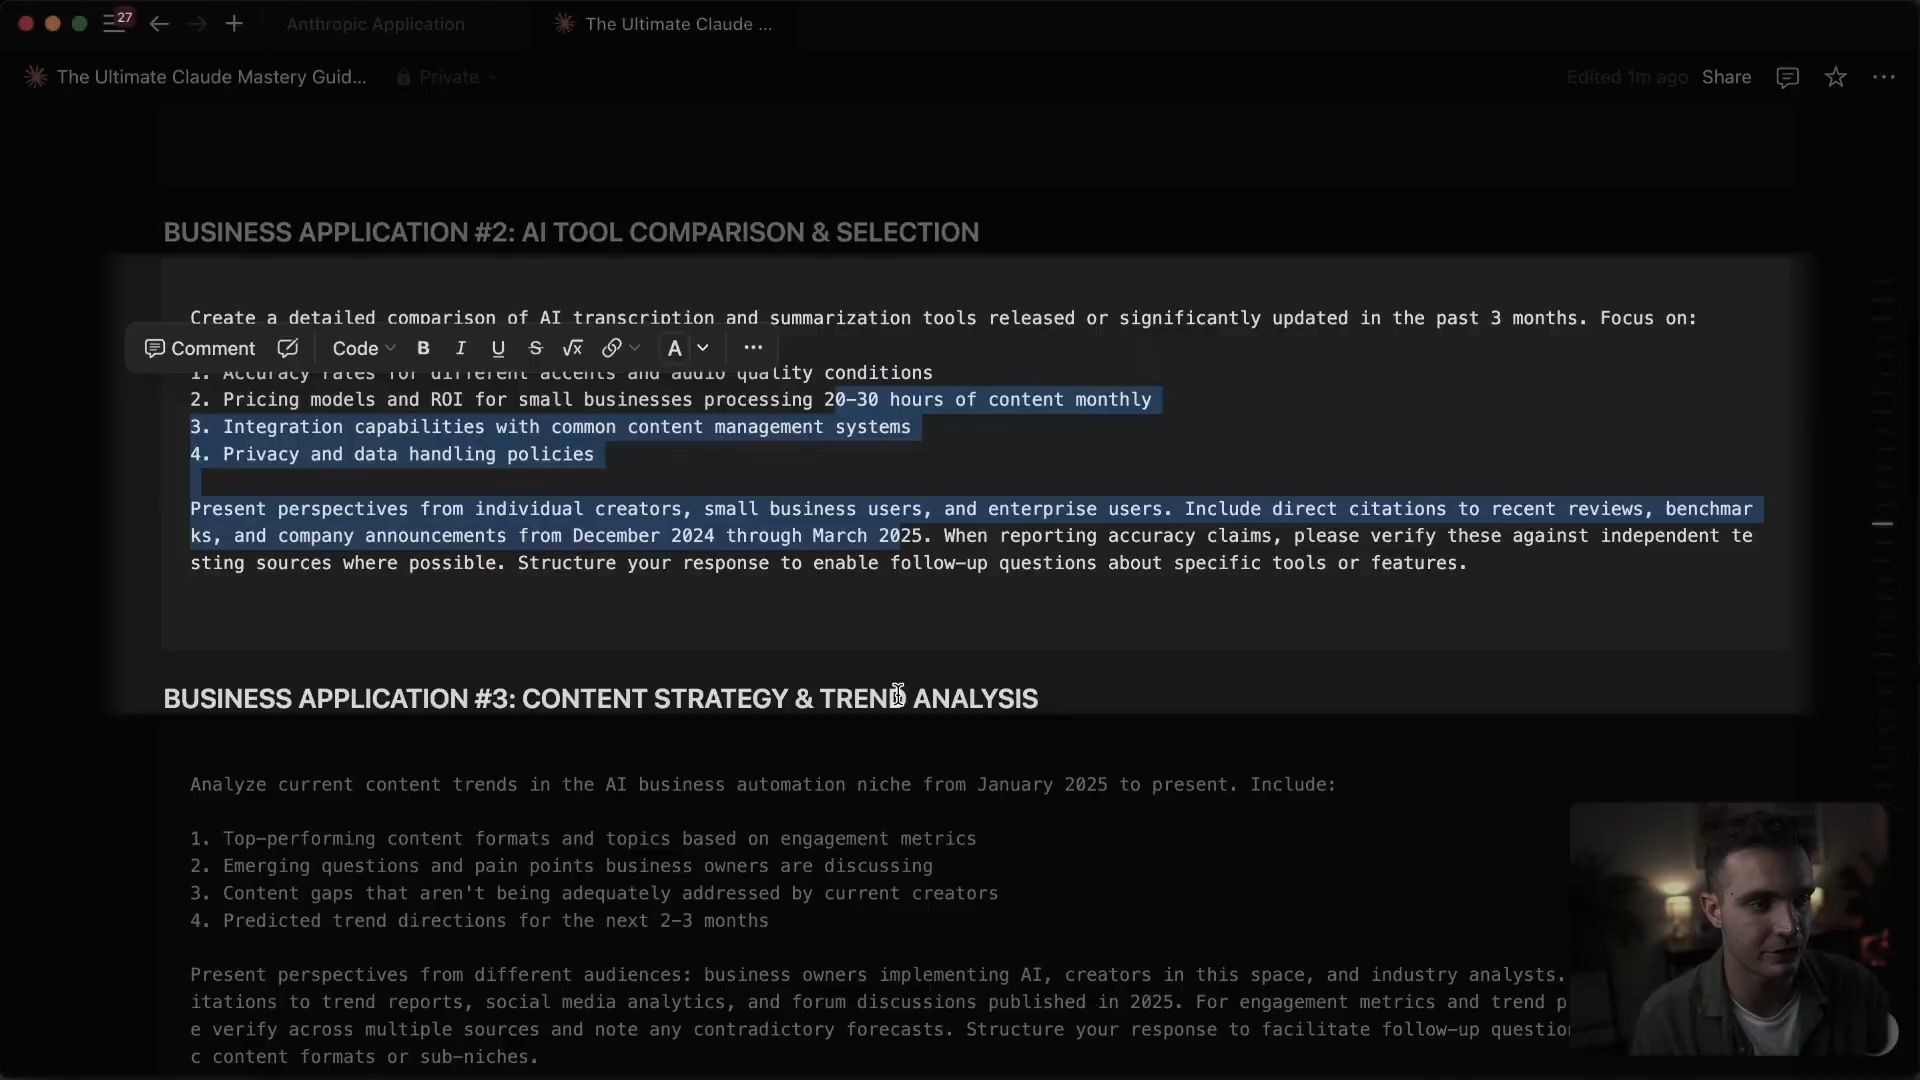 27
Anthropic Application
The Ultimate Claude ...
The Ultimate Claude Mastery Guid...
Private
Edited 1m ago
Share
BUSINESS APPLICATION #2: AI TOOL COMPARISON & SELECTION
Create a detailed comparison of AI transcription and summarization tools released or significantly updated in the past 3 months. Focus on:
Comment
Code
B I U S √x A
1. Accuracy rates for different accents and audio quality conditions
2. Pricing models and ROI for small businesses processing 20-30 hours of content monthly
3. Integration capabilities with common content management systems
4. Privacy and data handling policies
Present perspectives from individual creators, small business users, and enterprise users. Include direct citations to recent reviews, benchmar
ks, and company announcements from December 2024 through March 2025. When reporting accuracy claims, please verify these against independent te
sting sources where possible. Structure your response to enable follow-up questions about specific tools or features.
BUSINESS APPLICATION #3: CONTENT STRATEGY & TREND ANALYSIS
Analyze current content trends in the AI business automation niche from January 2025 to present. Include:
1. Top-performing content formats and topics based on engagement metrics
2. Emerging questions and pain points business owners are discussing
3. Content gaps that aren't being adequately addressed by current creators
4. Predicted trend directions for the next 2-3 months
Present perspectives from different audiences: business owners implementing AI, creators in this space, and industry analysts.
itations to trend reports, social media analytics, and forum discussions published in 2025. For engagement metrics and trend p
e verify across multiple sources and note any contradictory forecasts. Structure your response to facilitate follow-up questio
c content formats or sub-niches.